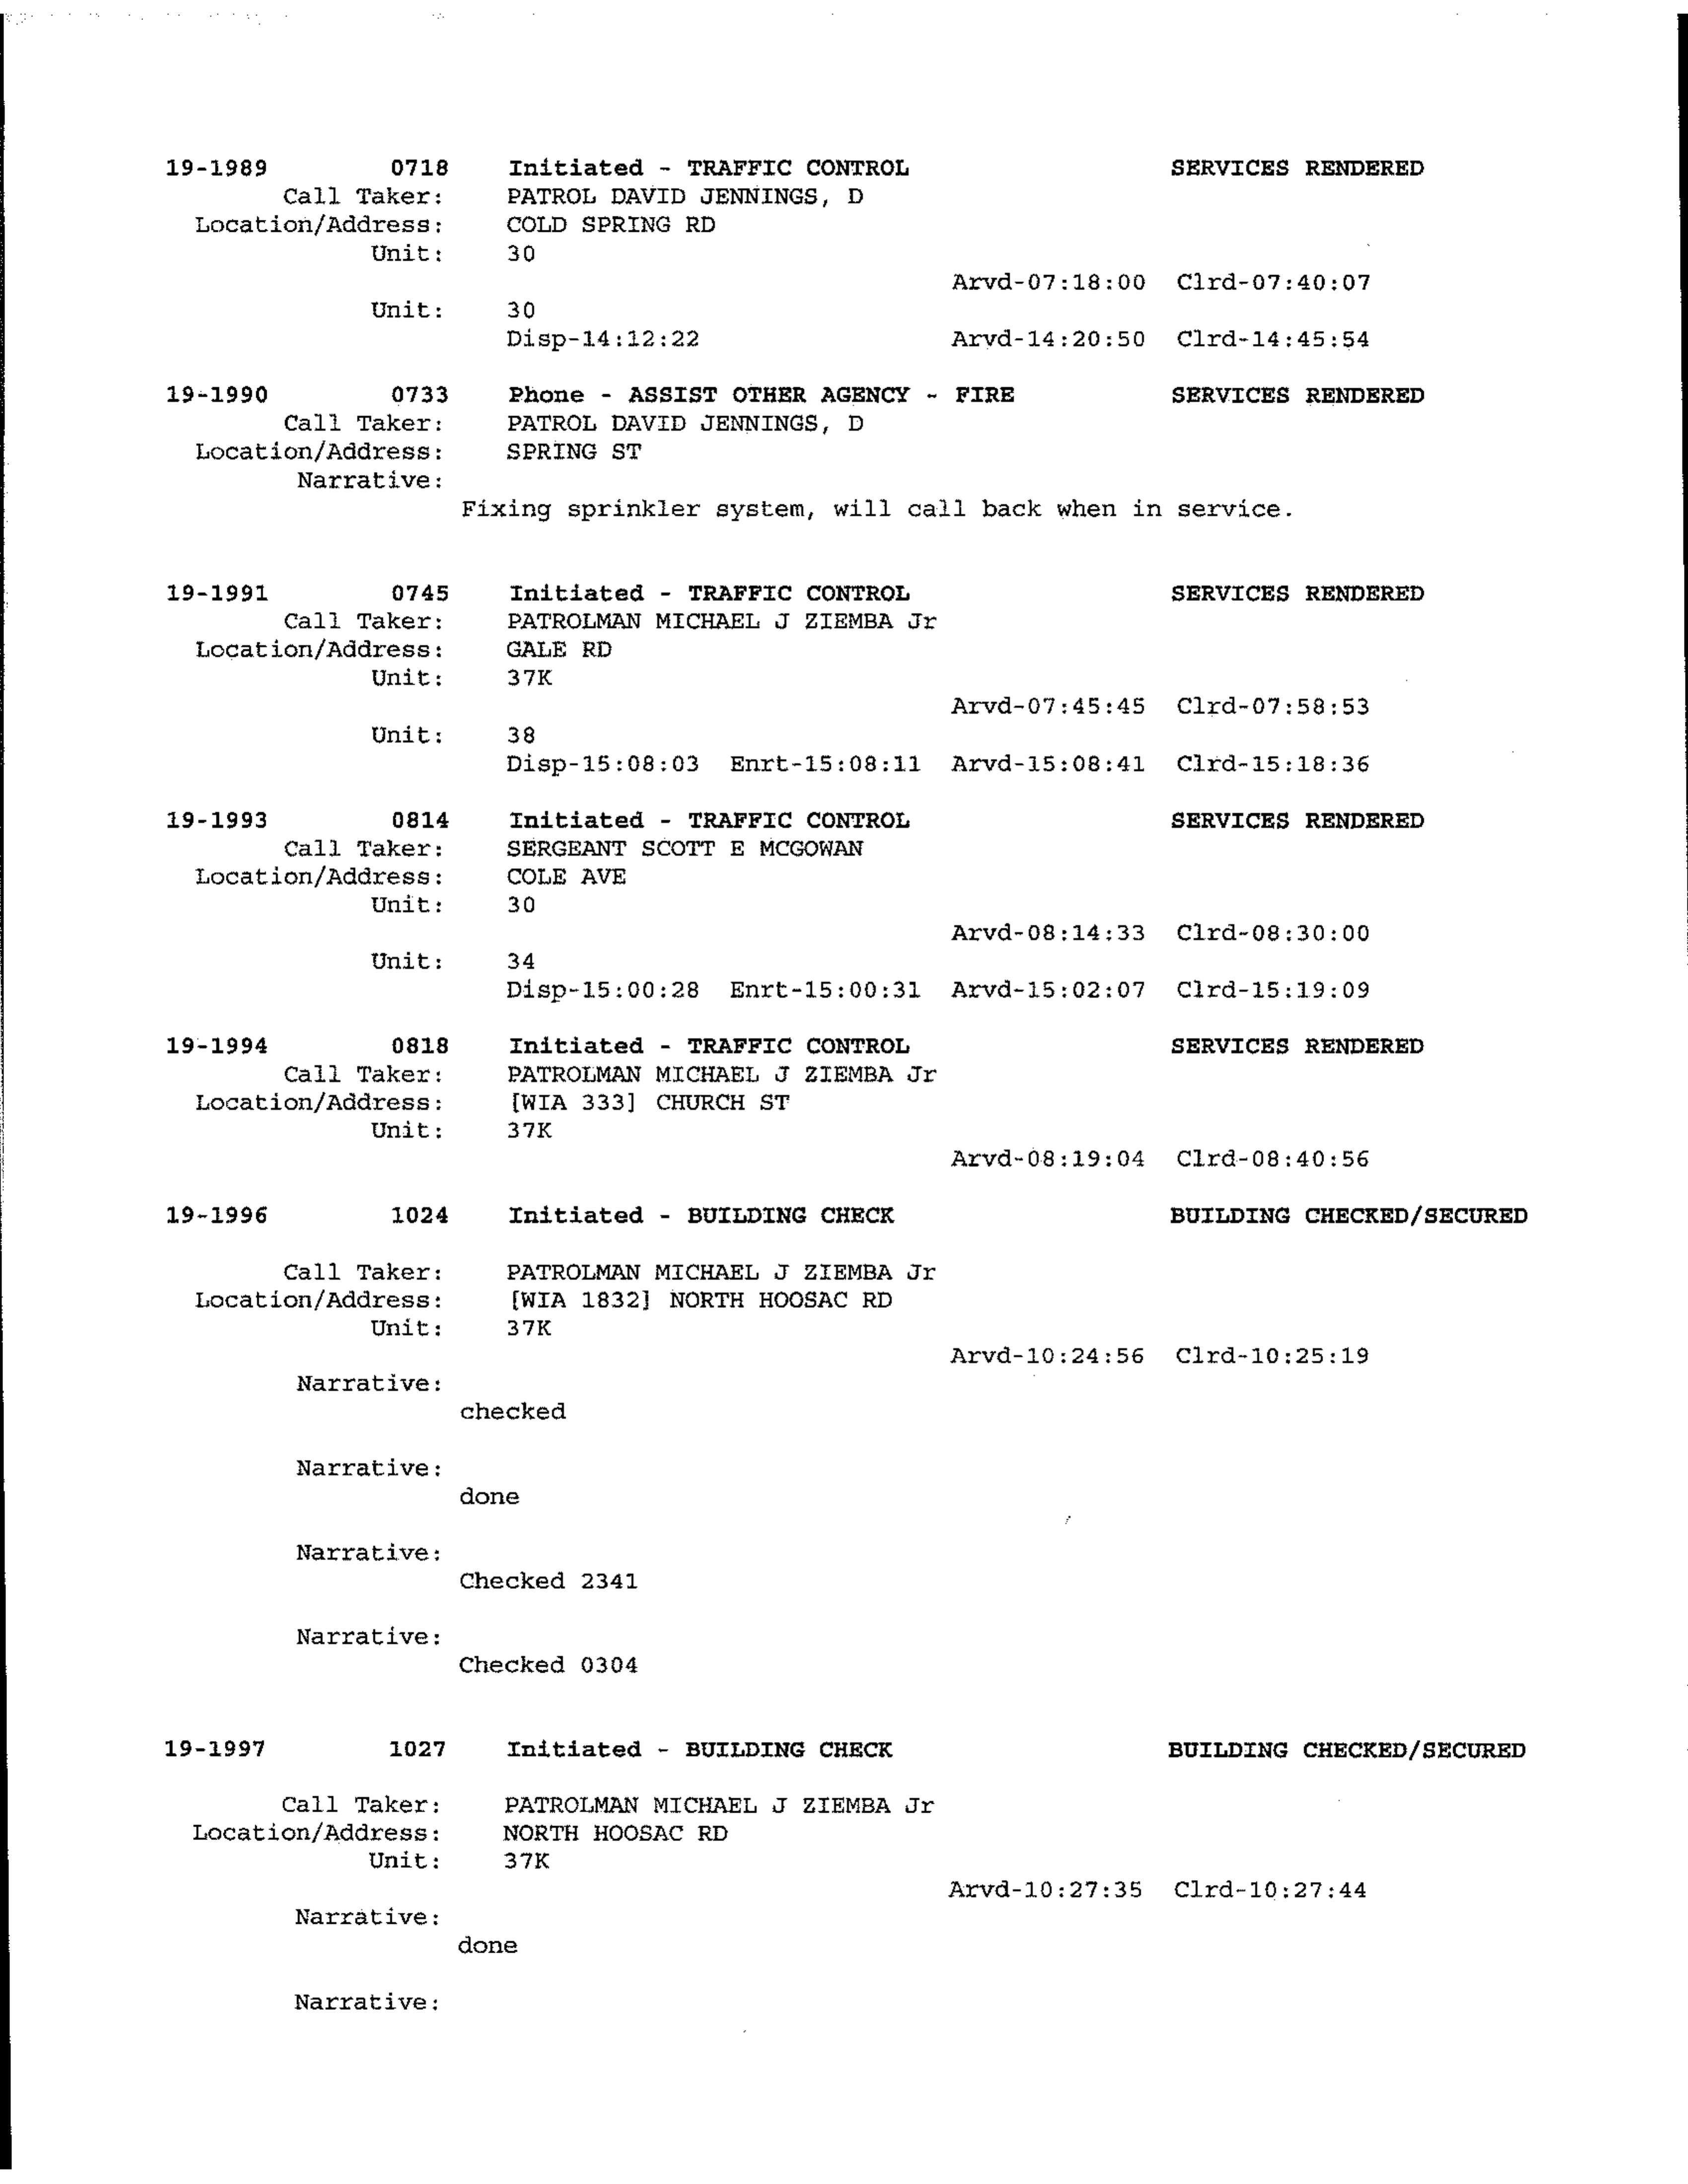 19-1989 0718 Initiated - TRAFFIC CONTROL SERVICES RENDERED
Call Taker: PATROL DAVID JENNINGS, D
Location/Address: COLD SPRING RD
Unit: 30
Arvd-07:18:00 Clrd-07:40:07
Unit: 30
Disp-14:12:22 Arvd-14:20:50 Clrd-14:45:54
19-1990 0733 Phone - ASSIST OTHER AGENCY - FIRE SERVICES RENDERED
Call Taker: PATROL DAVID JENNINGS, D
Location/Address: SPRING ST
Narrative:
Fixing sprinkler system, will call back when in service.
19-1991 0745 Initiated - TRAFFIC CONTROL SERVICES RENDERED
Call Taker: PATROLMAN MICHAEL J ZIEMBA Jr
Location/Address: GALE RD
Unit: 37K
Arvd-07:45:45 Clrd-07:58:53
Unit: 38
Disp-15:08:03 Enrt-15:08:11 Arvd-15:08:41 Clrd-15:18:36
19-1993 0814 Initiated - TRAFFIC CONTROL SERVICES RENDERED
Call Taker: SERGEANT SCOTT E MCGOWAN
Location/Address: COLE AVE
Unit: 30
Arvd-08:14:33 Clrd-08:30:00
Unit: 34
Disp-15:00:28 Enrt-15:00:31 Arvd-15:02:07 Clrd-15:19:09
19-1994 0818 Initiated - TRAFFIC CONTROL SERVICES RENDERED
Call Taker: PATROLMAN MICHAEL J ZIEMBA Jr
Location/Address: [WIA 333] CHURCH ST
Unit: 37K
Arvd-08:19:04 Clrd-08:40:56
19-1996 1024 Initiated - BUILDING CHECK BUILDING CHECKED/SECURED
Call Taker: PATROLMAN MICHAEL J ZIEMBA Jr
Location/Address: [WIA 1832] NORTH HOOSAC RD
Unit: 37K
Arvd-10:24:56 Clrd-10:25:19
Narrative:
checked
Narrative:
done
Narrative:
Checked 2341
Narrative:
Checked 0304
19-1997 1027 Initiated - BUILDING CHECK BUILDING CHECKED/SECURED
Call Taker: PATROLMAN MICHAEL J ZIEMBA Jr
Location/Address: NORTH HOOSAC RD
Unit: 37K
Arvd-10:27:35 Clrd-10:27:44
Narrative:
done
Narrative: